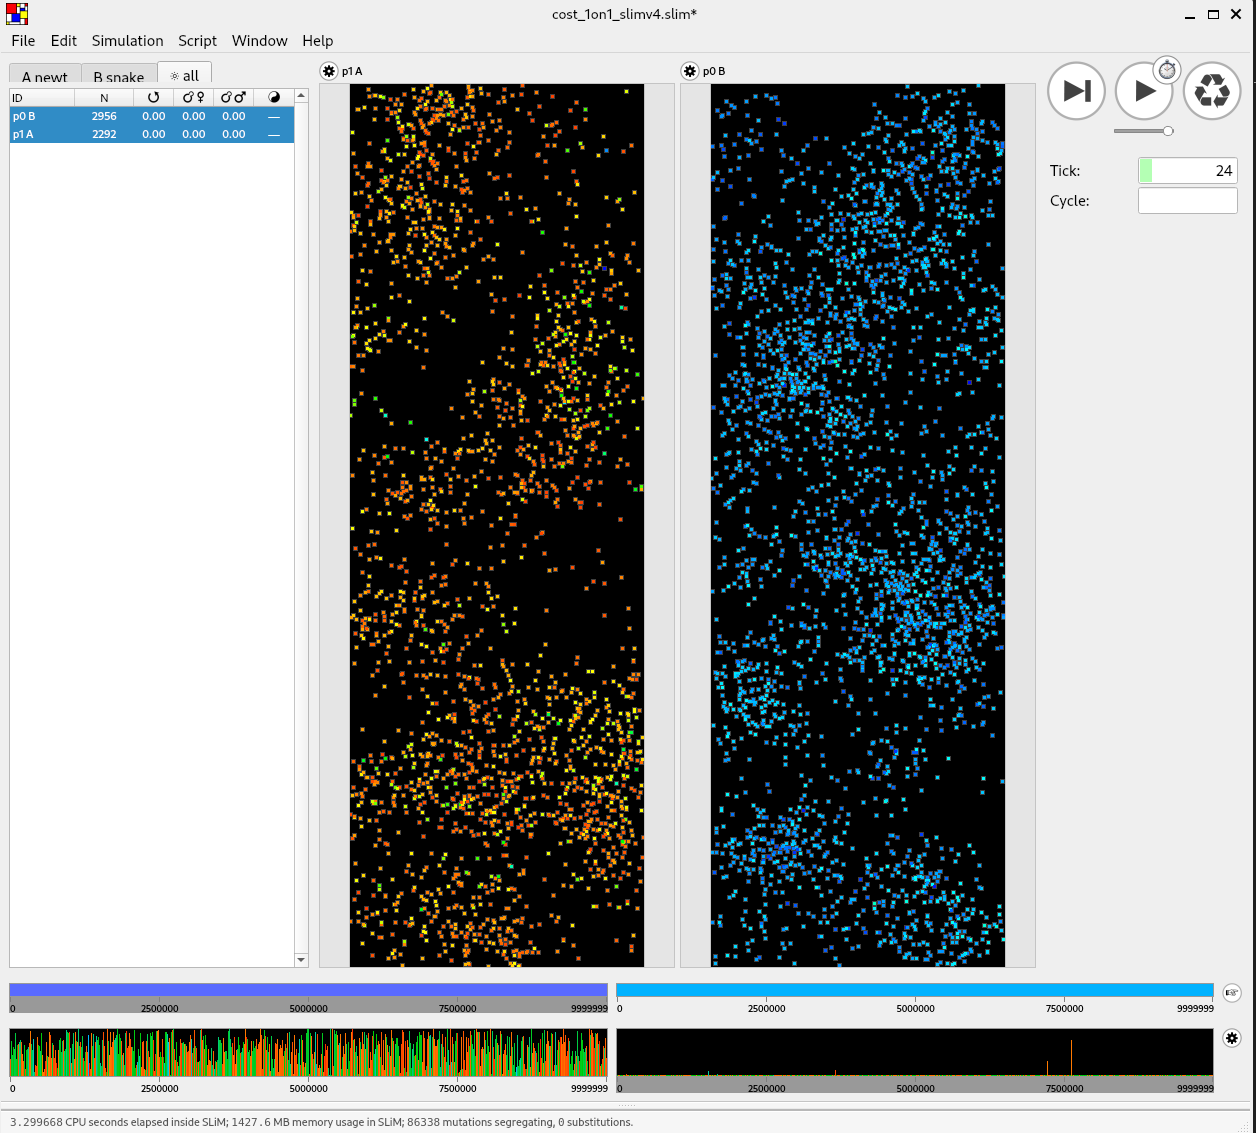 cost_1on1_slimv4.slim*
File Edit Simulation Script Window Help
A newt B snake all
ID N
p0 B 2956 0.00 0.00 0.00 —
p1 A 2292 0.00 0.00 0.00 —
p1 A
p0 B
Tick: 24
Cycle:
0 2500000 5000000 7500000 9999999
0 2500000 5000000 7500000 9999999
0 2500000 5000000 7500000 9999999
0 2500000 5000000 7500000 9999999
3.299668 CPU seconds elapsed inside SLiM; 1427.6 MB memory usage in SLiM; 86338 mutations segregating, 0 substitutions.